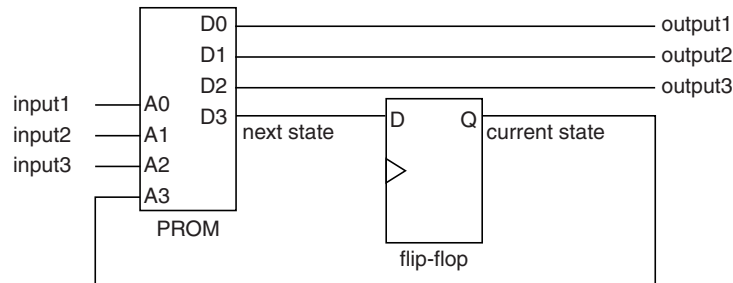 D0
output1
D1
output2
D2
output3
input1
A0
D3
D
Q
input2
A1
next state
current state
input3
A2
A3
PROM
flip-flop